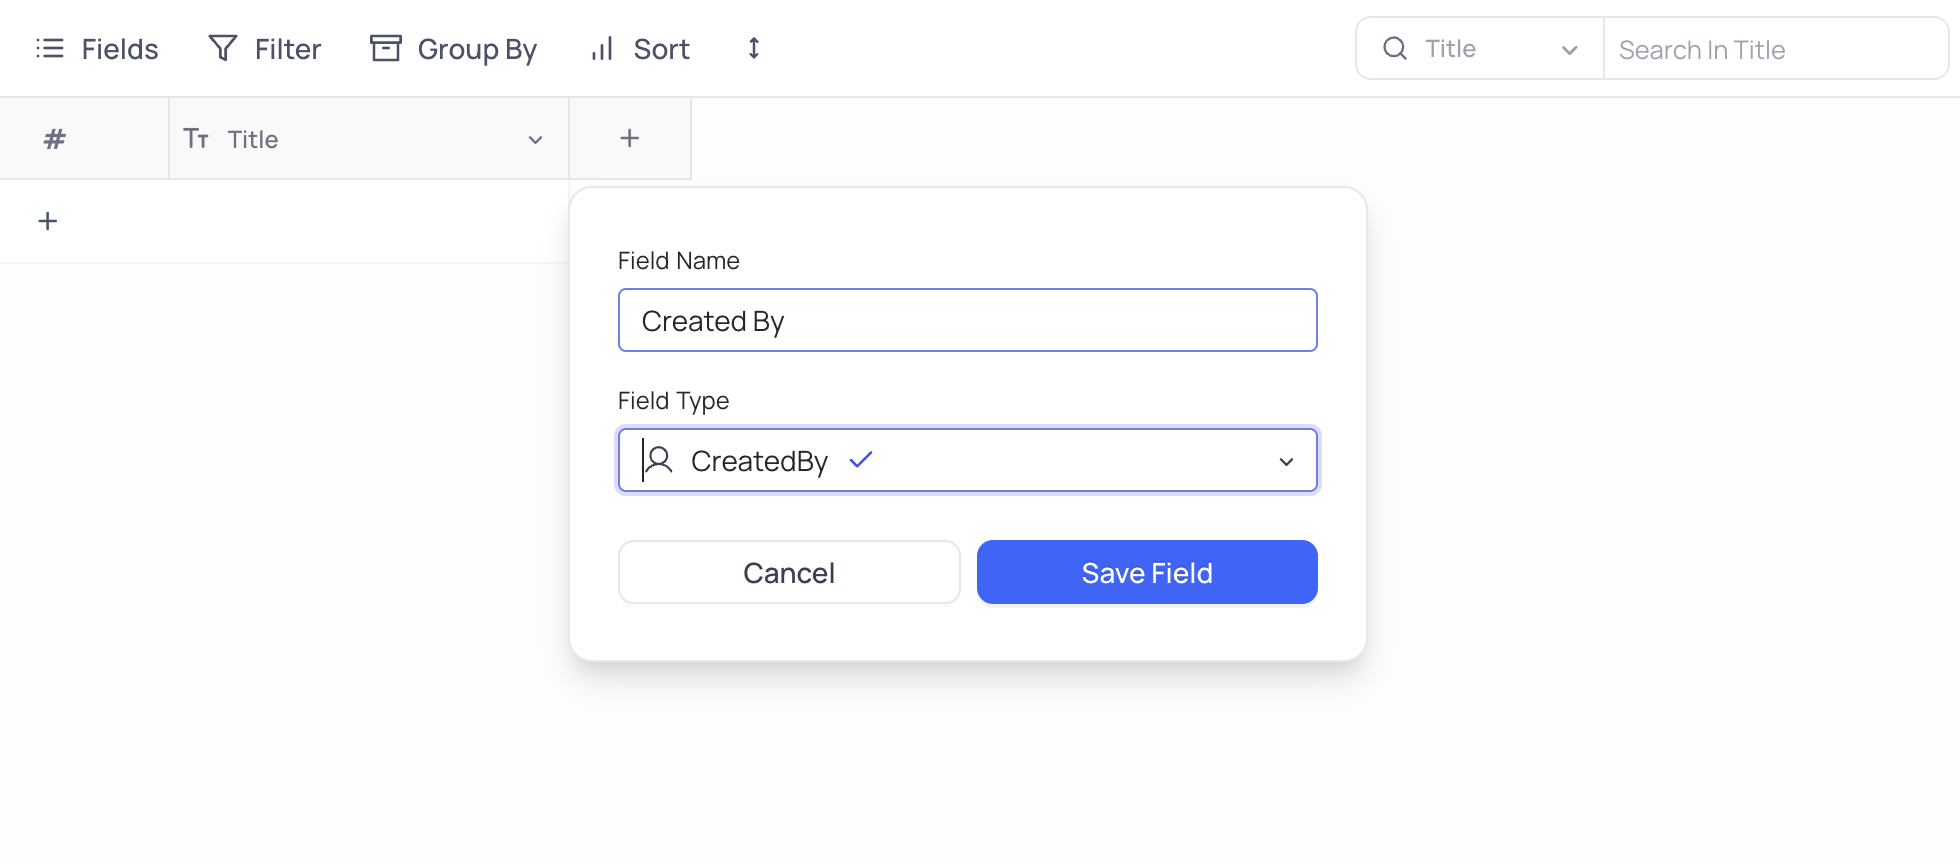 Fields Filter Group By Sort Title Search In Title
# Title +
+
Field Name
Created By
Field Type
CreatedBy
Cancel Save Field